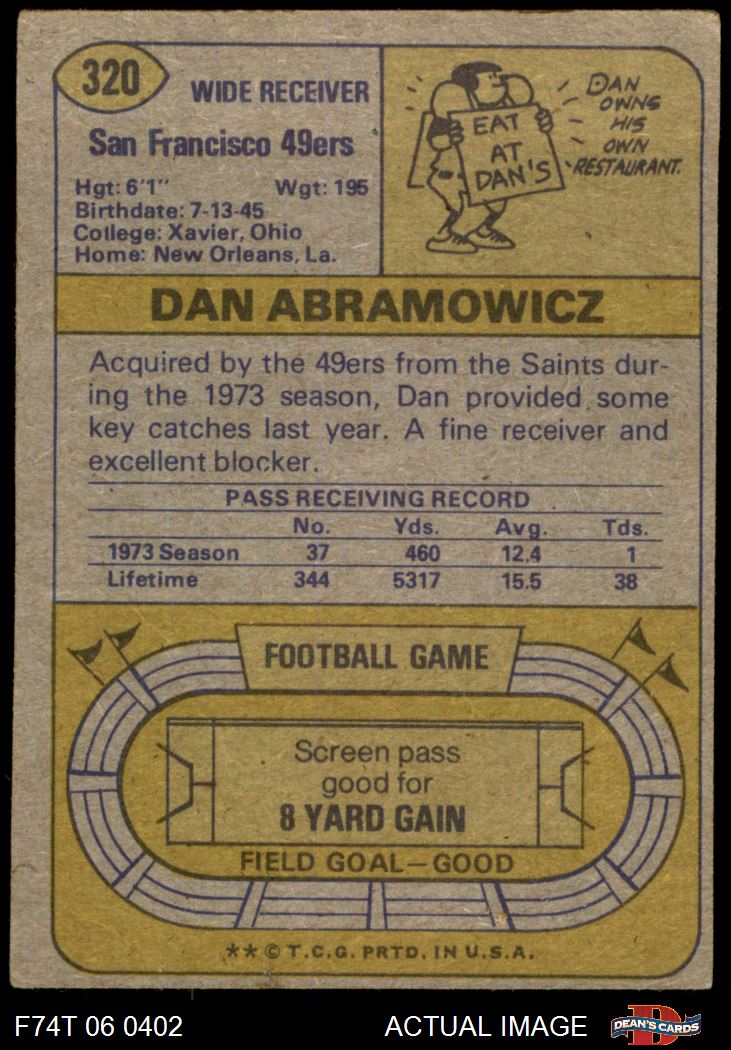 320
WIDE RECEIVER
San Francisco 49ers
Hgt: 6'1" Wgt: 195
Birthdate: 7-13-45
College: Xavier, Ohio
Home: New Orleans, La.
EAT
AT
DAN'S
DAN
OWNS
HIS
OWN
RESTAURANT.
DAN ABRAMOWICZ
Acquired by the 49ers from the Saints dur-
ing the 1973 season, Dan provided some
key catches last year. A fine receiver and
excellent blocker.
PASS RECEIVING RECORD
No. Yds. Avg. Tds.
1973 Season 37 460 12.4 1
Lifetime 344 5317 15.5 38
FOOTBALL GAME
Screen pass
good for
8 YARD GAIN
FIELD GOAL—GOOD
** © T.C.G. PRTD. IN U.S.A.
F74T 06 0402 ACTUAL IMAGE
DEAN'S CARDS